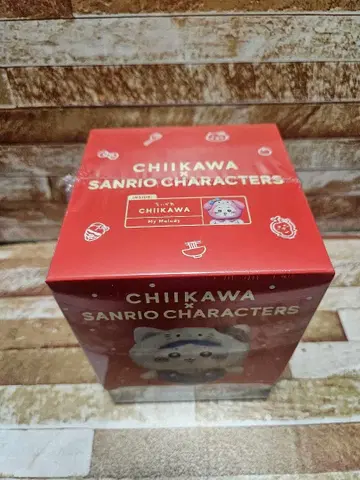 CHIIKAWA
×
SANRIO CHARACTERS
ちいかわ
CHIIKAWA
My Melody
CHIIKAWA
×
SANRIO CHARACTERS